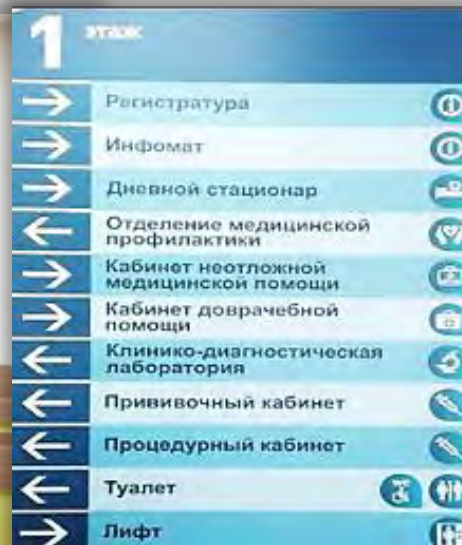 1 этаж
Регистратура
Инфомат
Дневной стационар
Отделение медицинской
профилактики
Кабинет неотложной
медицинской помощи
Кабинет доврачебной
помощи
Клинико-диагностическая
лаборатория
Прививочный кабинет
Процедурный кабинет
Туалет
Лифт